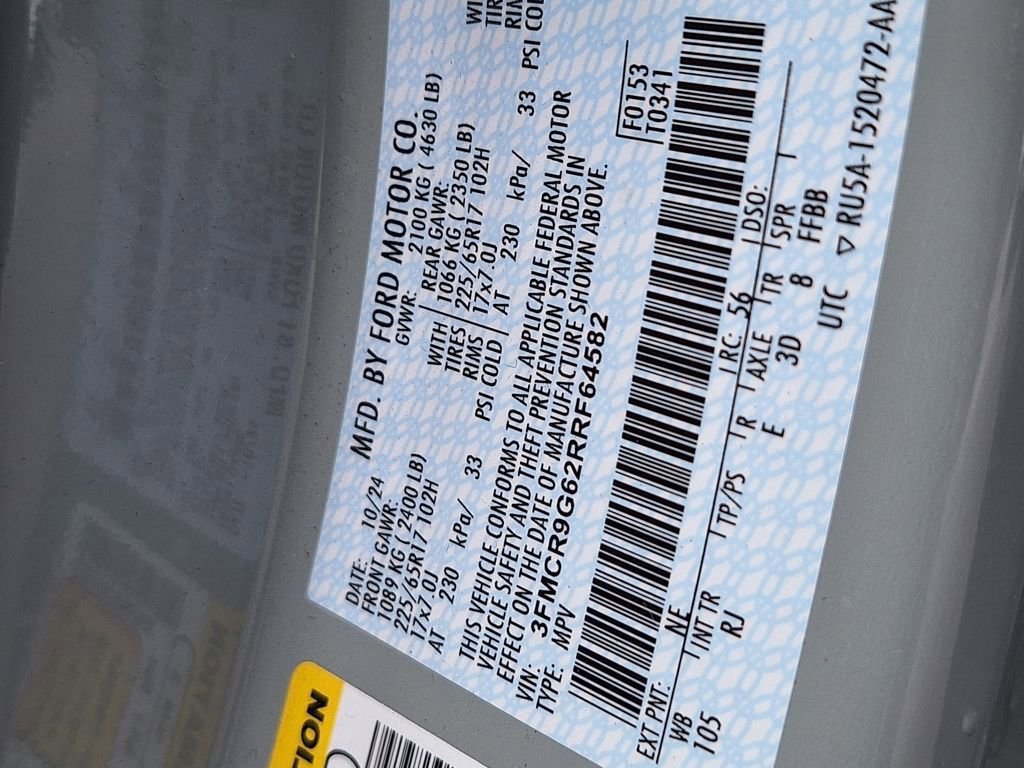 MFD. BY FORD MOTOR CO.
DATE: 10/24 GVWR: 2100 KG ( 4630 LB)
FRONT GAWR: WITH REAR GAWR:
1089 KG ( 2400 LB) TIRES 1066 KG ( 2350 LB)
225/65R17 102H RIMS 225/65R17 102H
17x7.0J PSI COLD 17x7.0J
AT 230 kPa/ 33 AT 230 kPa/ 33 PSI
THIS VEHICLE CONFORMS TO ALL APPLICABLE FEDERAL MOTOR
VEHICLE SAFETY AND THEFT PREVENTION STANDARDS IN
EFFECT ON THE DATE OF MANUFACTURE SHOWN ABOVE.
VIN: 3FMCR9G62RRF64582 F0153
TYPE: MPV T0341
EXT PNT: NE RC: 56 DSO:
WB INT TR TP/PS R AXLE TR SPR
105 RJ E 3D 8 FFBB
UTC ▽ RU5A-1520472-AA